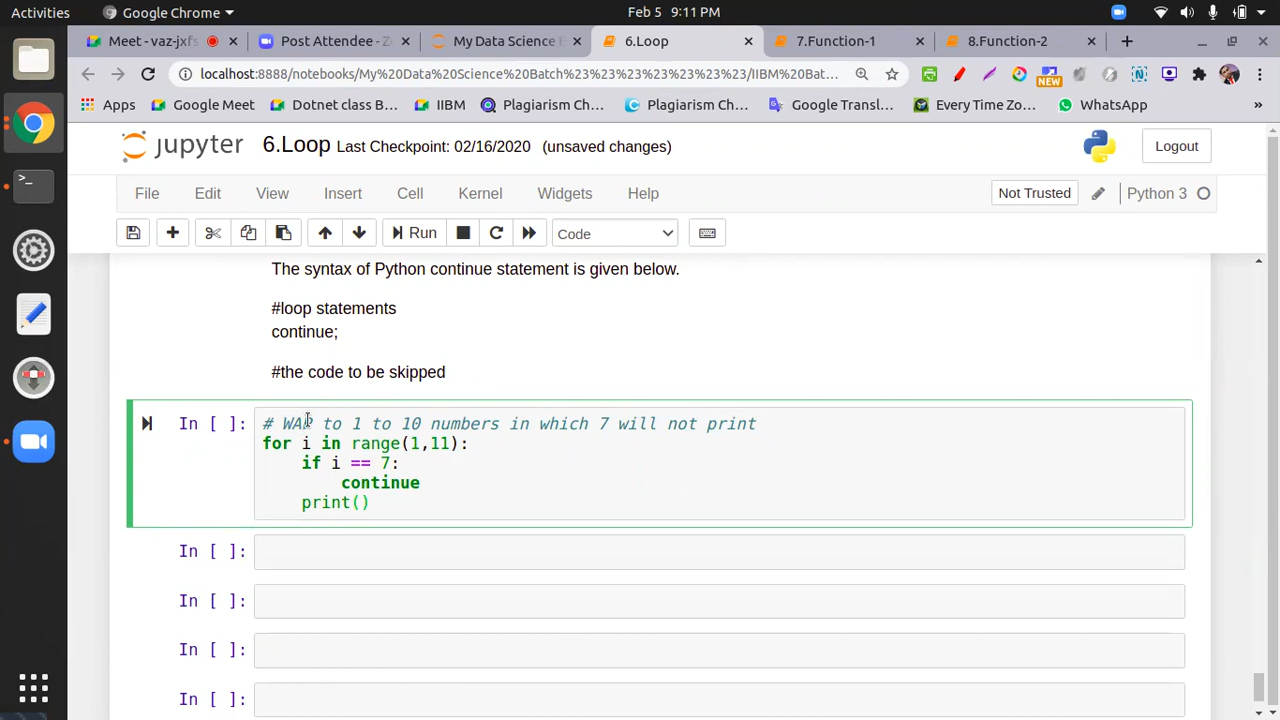 Activities Google Chrome Feb 5 9:11 PM
Meet - vaz-jxfs Post Attendee - Z My Data Science 6.Loop 7.Function-1 8.Function-2
localhost:8888/notebooks/My%20Data%20Science%20Batch%23%23%23%23%23%23%23/IIBM%20Bat...
NEW
Apps Google Meet Dotnet class B... IIBM Plagiarism Ch... Plagiarism Ch... Google Transl... Every Time Zo... WhatsApp »
jupyter 6.Loop Last Checkpoint: 02/16/2020 (unsaved changes) Logout
File Edit View Insert Cell Kernel Widgets Help Not Trusted Python 3
Run Code
The syntax of Python continue statement is given below.
#loop statements
continue;
#the code to be skipped
In [ ]: # WAP to 1 to 10 numbers in which 7 will not print
for i in range(1,11):
if i == 7:
continue
print()
In [ ]:
In [ ]:
In [ ]:
In [ ]: